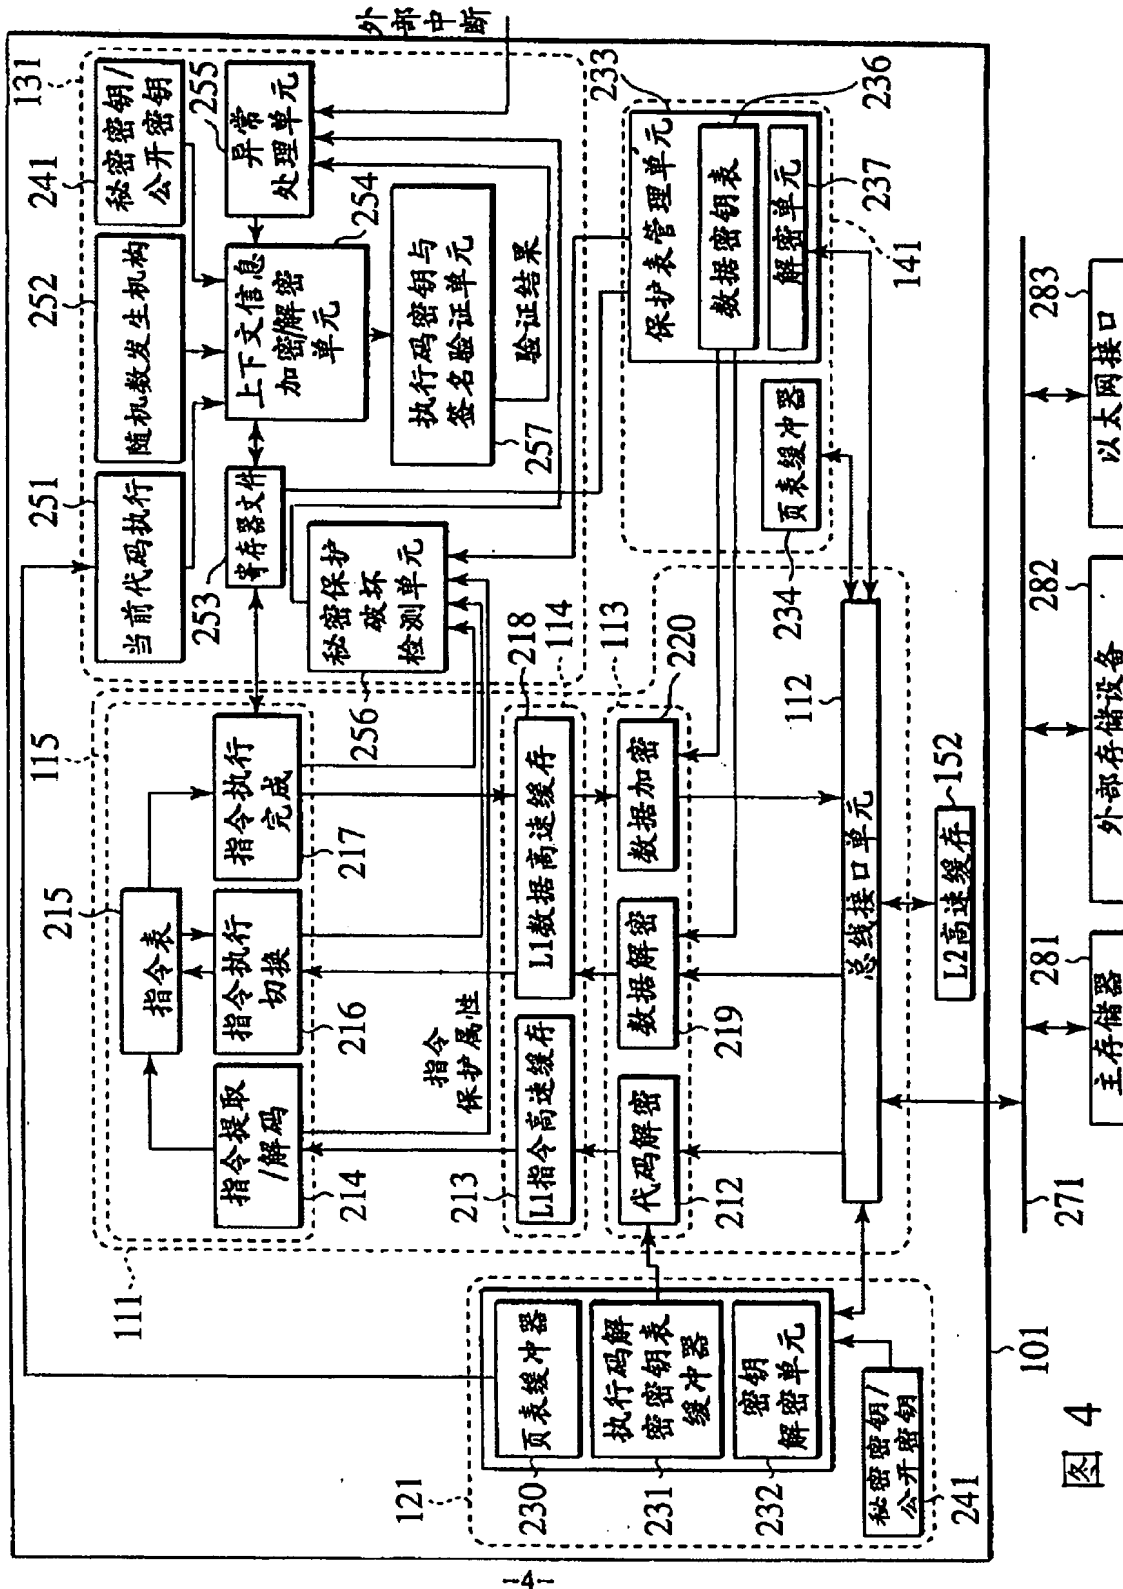 外部中断
131
241
秘密密钥/
公开密钥
255
异常
处理单元
252
随机数发生机构
254
上下文信息
加密/解密
单元
251
当前代码执行
253
寄存器文件
执行码密钥与
签名验证单元
257
验证结果
秘密保护
破坏
检测单元
256
115
215
指令表
指令执行
完成
217
指令执行
切换
216
指令提取
/解码
214
111
指令
保护属性
218
114
L1数据高速缓存
L1指令高速缓存
213
113
220
数据加密
数据解密
219
代码解密
212
233
保护表管理单元
236
数据密钥表
237
解密单元
141
页表缓冲器
234
112
总线接口单元
152
L2高速缓存
121
页表缓冲器
230
执行码解
密密钥表
缓冲器
231
密钥
解密单元
232
秘密密钥/
公开密钥
241
101
271
281
主存储器
282
外部存储设备
283
以太网接口
图 4
-4-